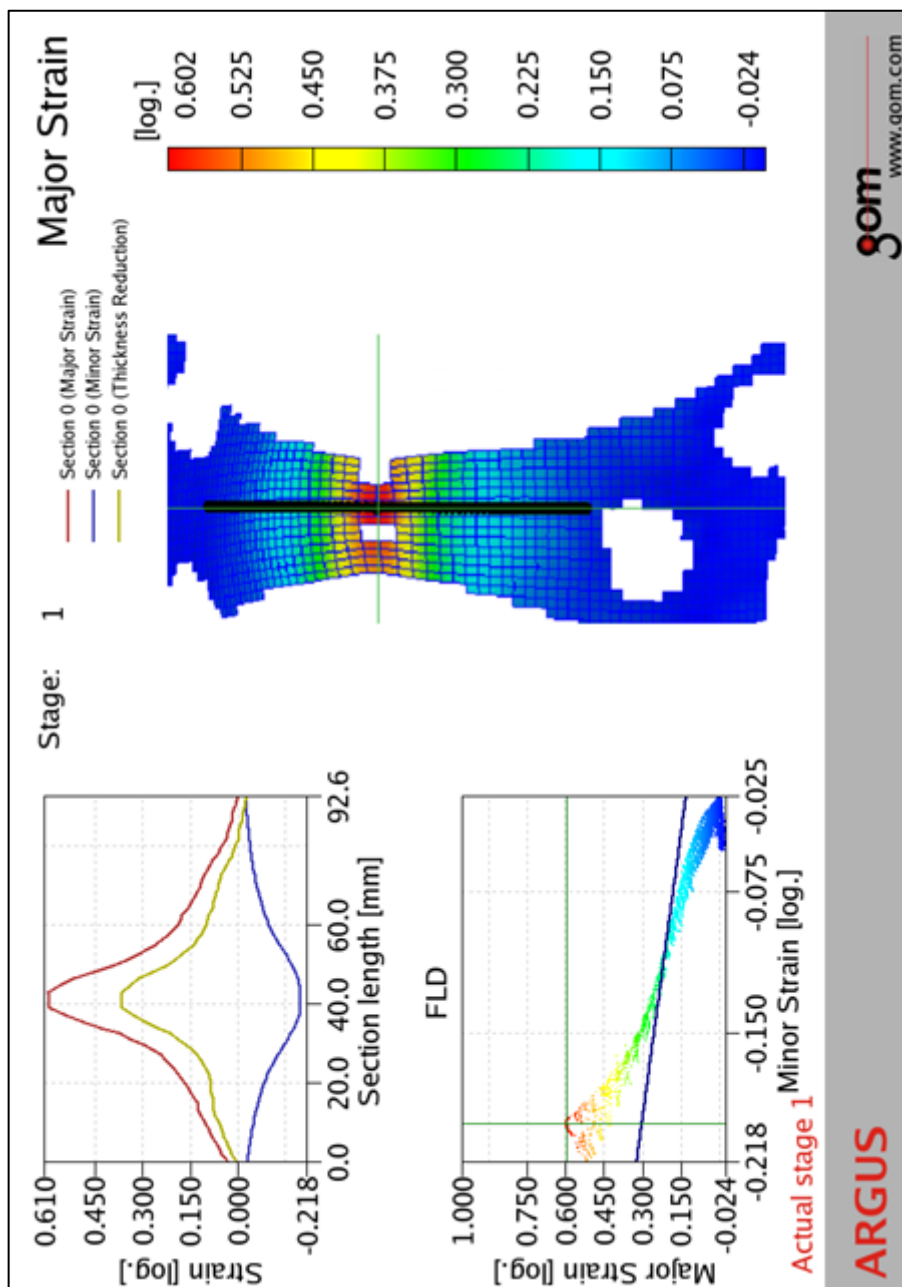 Stage: 1
Major Strain
Section 0 (Major Strain)
Section 0 (Minor Strain)
Section 0 (Thickness Reduction)
[log.]
0.602
0.525
0.450
0.375
0.300
0.225
0.150
0.075
-0.024
Strain [log.]
0.610
0.450
0.300
0.150
0.000
-0.218
0.0 20.0 40.0 60.0 92.6
Section length [mm]
FLD
Major Strain [log.]
1.000
0.750
0.600
0.450
0.300
0.150
-0.024
-0.218 -0.150 -0.075 -0.025
Minor Strain [log.]
Actual stage 1
ARGUS
gom
www.gom.com